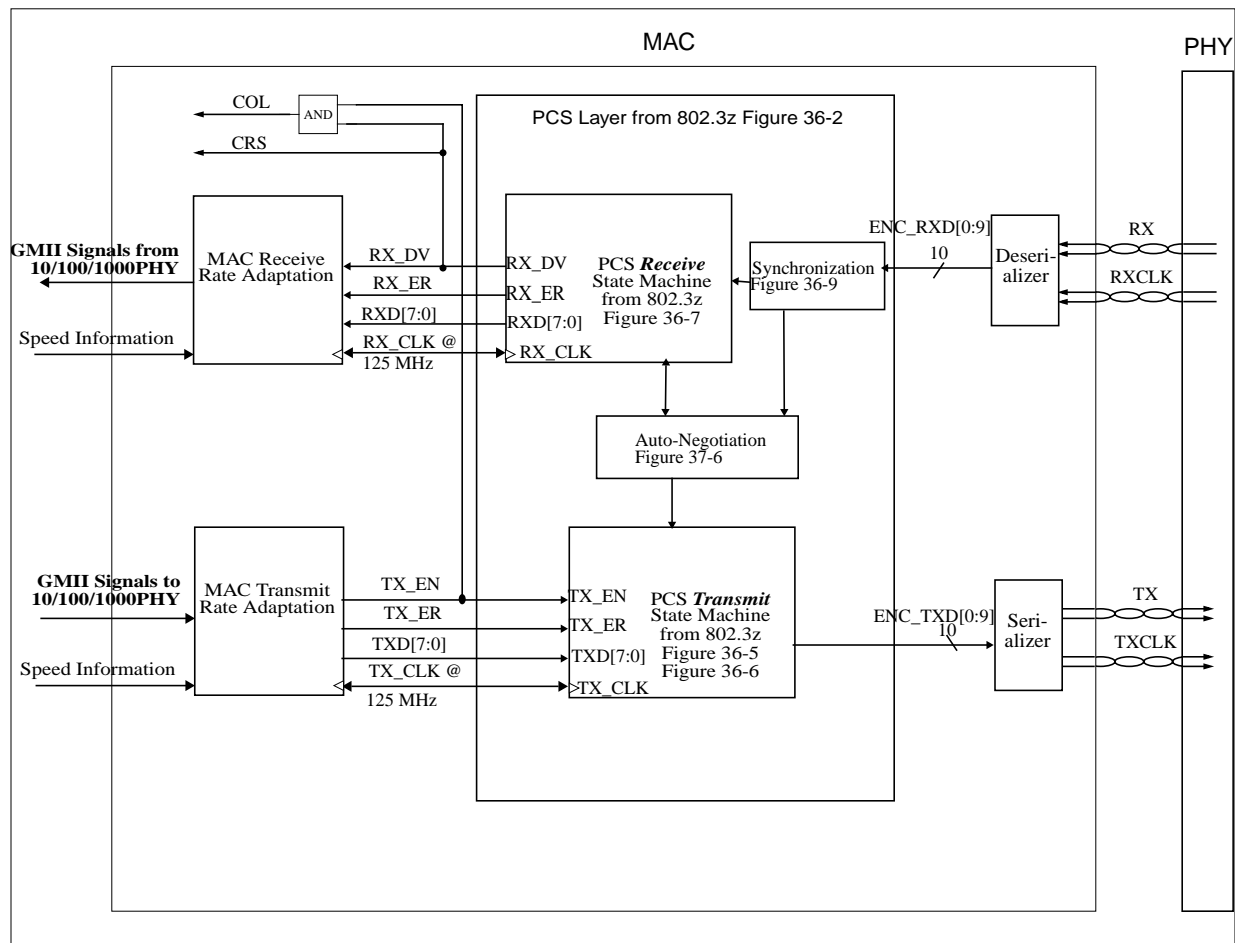 MAC
PHY
COL
AND
CRS
PCS Layer from 802.3z Figure 36-2
GMII Signals from
10/100/1000PHY
Speed Information
MAC Receive
Rate Adaptation
RX_DV
RX_ER
RXD[7:0]
RX_CLK @
125 MHz
RX_DV
RX_ER
RXD[7:0]
RX_CLK
PCS Receive
State Machine
from 802.3z
Figure 36-7
Synchronization
Figure 36-9
ENC_RXD[0:9]
10
Deseri-
alizer
RX
RXCLK
Auto-Negotiation
Figure 37-6
GMII Signals to
10/100/1000PHY
Speed Information
MAC Transmit
Rate Adaptation
TX_EN
TX_ER
TXD[7:0]
TX_CLK @
125 MHz
TX_EN
TX_ER
TXD[7:0]
TX_CLK
PCS Transmit
State Machine
from 802.3z
Figure 36-5
Figure 36-6
ENC_TXD[0:9]
10
Seri-
alizer
TX
TXCLK